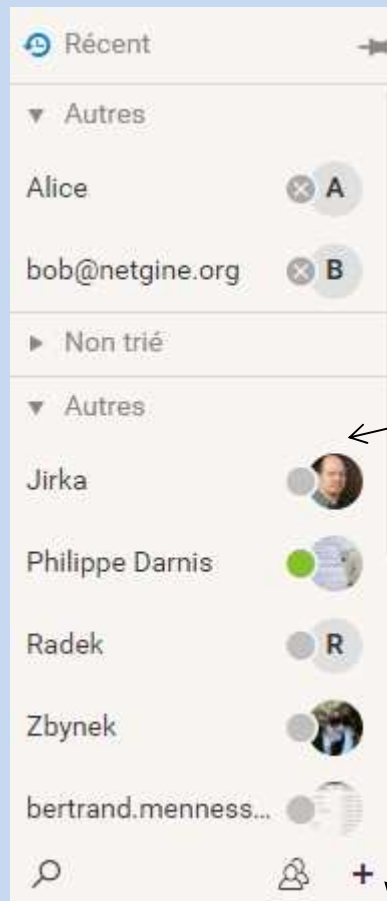 Récent
Autres
Alice A
bob@netgine.org B
Non trié
Autres
Jirka
Philippe Darnis
Radek R
Zbynek
bertrand.menness...